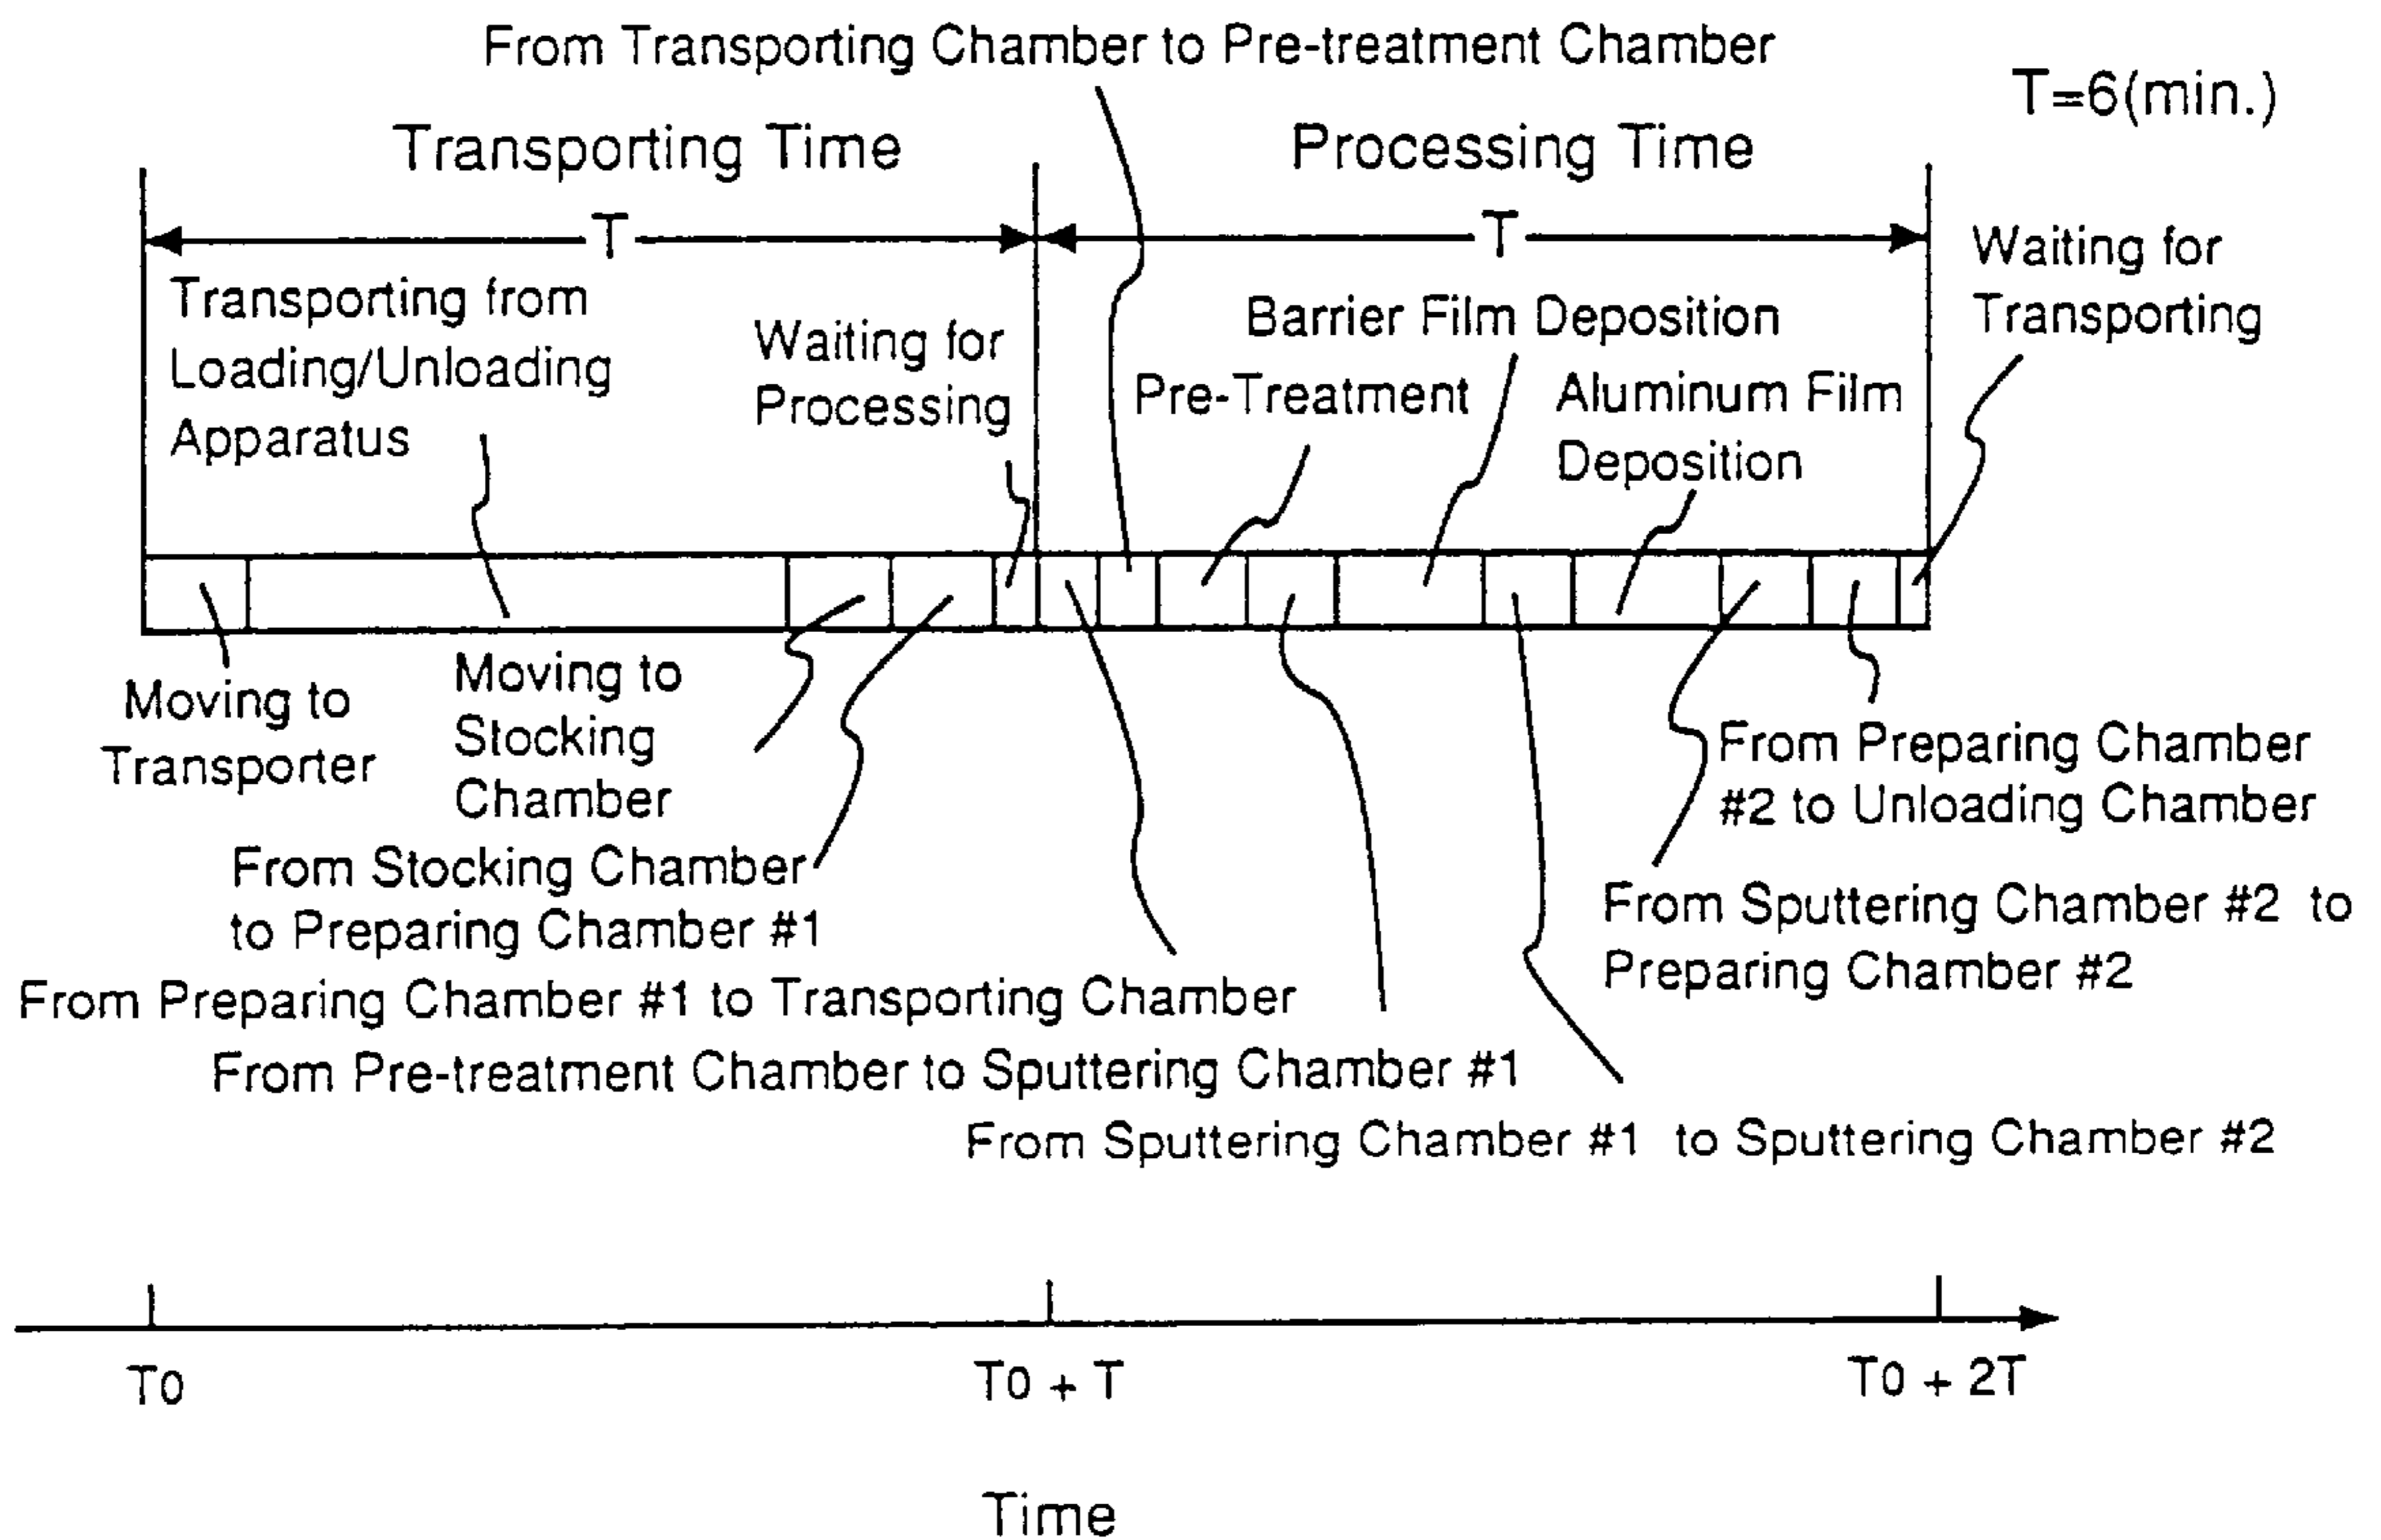 From Transporting Chamber to Pre-treatment Chamber
T=6(min.)
Transporting Time
Processing Time
T
T
Transporting from
Loading/Unloading
Apparatus
Waiting for
Processing
Barrier Film Deposition
Pre-Treatment
Aluminum Film
Deposition
Waiting for
Transporting
Moving to
Transporter
Moving to
Stocking
Chamber
From Stocking Chamber
to Preparing Chamber #1
From Preparing Chamber #1 to Transporting Chamber
From Pre-treatment Chamber to Sputtering Chamber #1
From Sputtering Chamber #1 to Sputtering Chamber #2
From Preparing Chamber
#2 to Unloading Chamber
From Sputtering Chamber #2 to
Preparing Chamber #2
To
To + T
To + 2T
Time